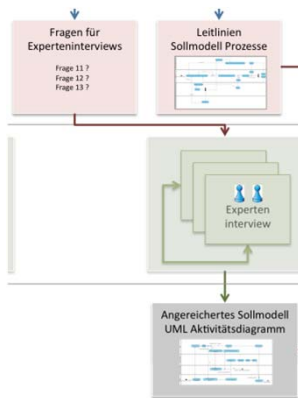 Fragen für
Experteninterviews
Frage 11 ?
Frage 12 ?
Frage 13 ?
Leitlinien
Sollmodell Prozesse
Experten
interview
Angereichertes Sollmodell
UML Aktivitätsdiagramm